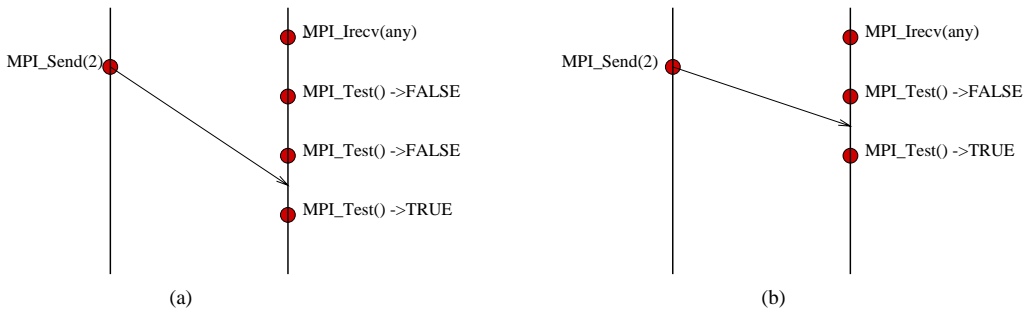 MPI_Irecv(any)
MPI_Send(2)
MPI_Test() ->FALSE
MPI_Test() ->FALSE
MPI_Test() ->TRUE
(a)
MPI_Irecv(any)
MPI_Send(2)
MPI_Test() ->FALSE
MPI_Test() ->TRUE
(b)